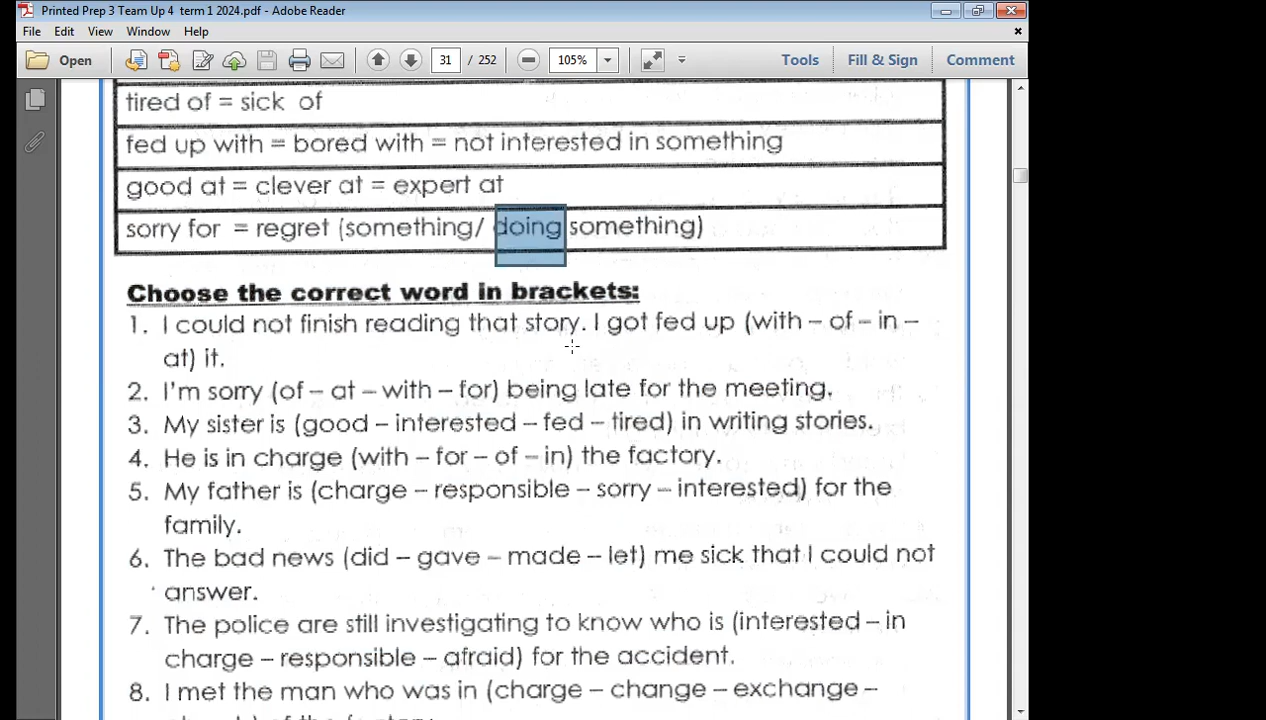 Printed Prep 3 Team Up 4 term 1 2024.pdf - Adobe Reader
File Edit View Window Help
Open 31 / 252 105% Tools Fill & Sign Comment
tired of = sick of
fed up with = bored with = not interested in something
good at = clever at = expert at
sorry for = regret (something/ doing something)
Choose the correct word in brackets:
1. I could not finish reading that story. I got fed up (with – of – in –
at) it.
2. I'm sorry (of – at – with – for) being late for the meeting.
3. My sister is (good – interested – fed – tired) in writing stories.
4. He is in charge (with – for – of – in) the factory.
5. My father is (charge – responsible – sorry – interested) for the
family.
6. The bad news (did – gave – made – let) me sick that I could not
answer.
7. The police are still investigating to know who is (interested – in
charge – responsible – afraid) for the accident.
8. I met the man who was in (charge – change – exchange –